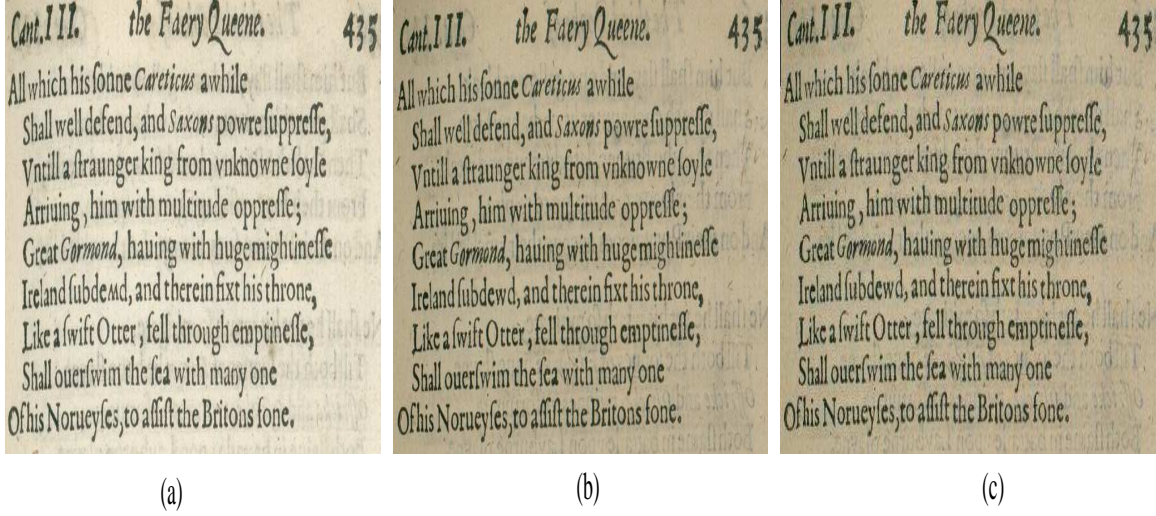 Cant.III. the Faery Queene. 435
All which his ſonne Careticus awhile
Shall well defend, and Saxons powre ſuppreſſe,
Vntill a ſtraunger king from vnknowne ſoyle
Arriuing, him with multitude oppreſſe;
Great Gormond, hauing with huge mightineſſe
Ireland ſubdeʍd, and therein fixt his throne,
Like a ſwift Otter, fell through emptineſſe,
Shall ouerſwim the ſea with many one
Of his Norueyſes, to aſſiſt the Britons fone.
(a)
Cant.III. the Faery Queene. 435
All which his ſonne Careticus awhile
Shall well defend, and Saxons powre ſuppreſſe,
Vntill a ſtraunger king from vnknowne ſoyle
Arriuing, him with multitude oppreſſe;
Great Gormond, hauing with huge mightineſſe
Ireland ſubdewd, and therein fixt his throne,
Like a ſwift Otter, fell through emptineſſe,
Shall ouerſwim the ſea with many one
Of his Norueyſes, to aſſiſt the Britons fone.
(b)
Cant.III. the Faery Queene. 435
All which his ſonne Careticus awhile
Shall well defend, and Saxons powre ſuppreſſe,
Vntill a ſtraunger king from vnknowne ſoyle
Arriuing, him with multitude oppreſſe;
Great Gormond, hauing with huge mightineſſe
Ireland ſubdewd, and therein fixt his throne,
Like a ſwift Otter, fell through emptineſſe,
Shall ouerſwim the ſea with many one
Of his Norueyſes, to aſſiſt the Britons fone.
(c)